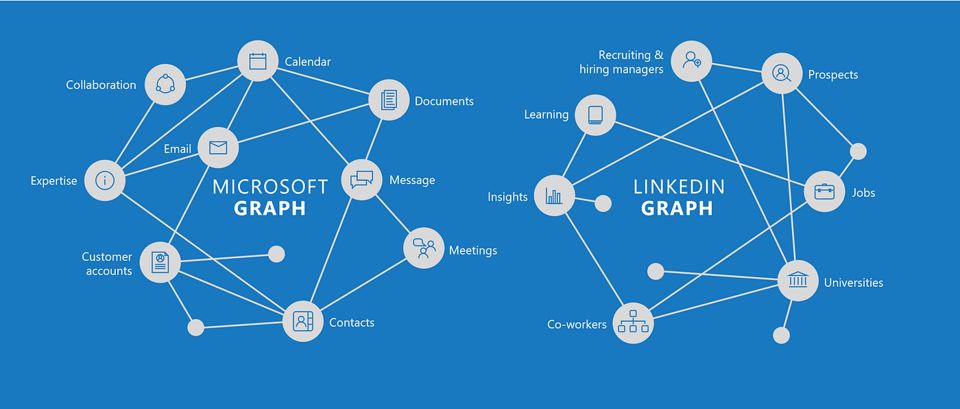 Calendar
Collaboration
Documents
Email
Expertise
MICROSOFT
GRAPH
Message
Customer
accounts
Meetings
Contacts
Recruiting &
hiring managers
Prospects
Learning
Insights
LINKEDIN
GRAPH
Jobs
Universities
Co-workers